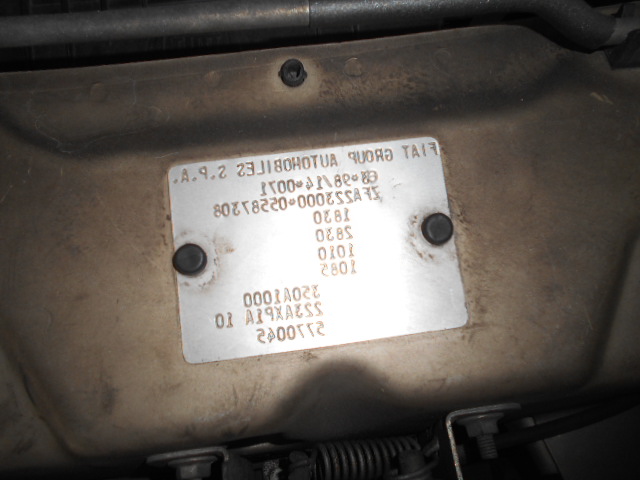 FIAT GROUP AUTOMOBILES S.P.A.
e3*98/14*0071
ZFA223000*05587308
1830
2830
1010
1085
350A1000
223AXP1A 10
5770045